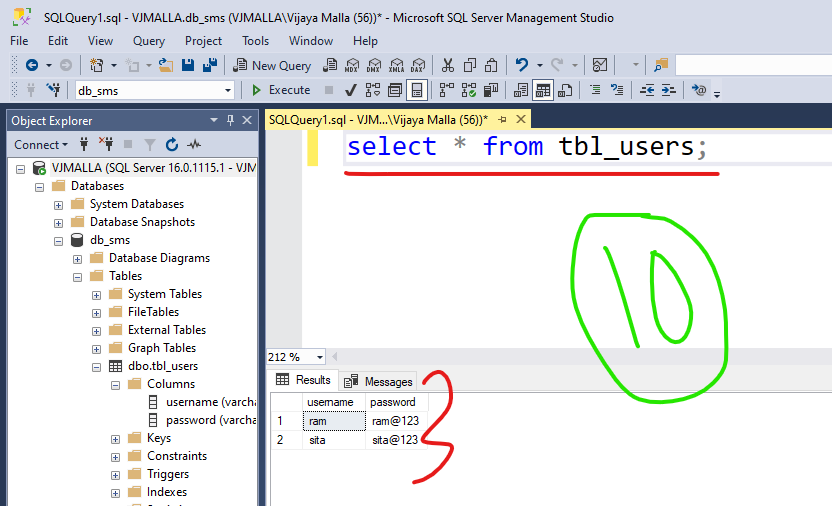 SQLQuery1.sql - VJMALLA.db_sms (VJMALLA\Vijaya Malla (56))* - Microsoft SQL Server Management Studio
File Edit View Query Project Tools Window Help
New Query MDX DMX XMLA DAX
db_sms Execute
Object Explorer
SQLQuery1.sql - VJM...\Vijaya Malla (56))*
Connect
select * from tbl_users;
VJMALLA (SQL Server 16.0.1115.1 - VJM
Databases
System Databases
Database Snapshots
db_sms
Database Diagrams
Tables
System Tables
FileTables
External Tables
Graph Tables
dbo.tbl_users
Columns
username (varcha
password (varcha
Keys
Constraints
Triggers
Indexes
10
212 %
Results Messages
username password
1 ram ram@123
2 sita sita@123